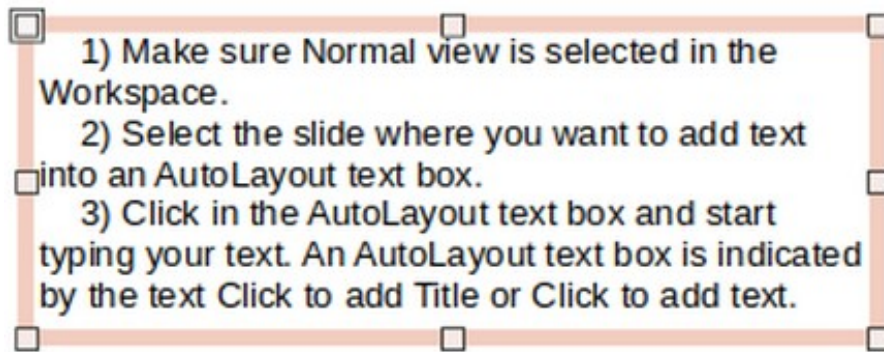 1) Make sure Normal view is selected in the
Workspace.
2) Select the slide where you want to add text
into an AutoLayout text box.
3) Click in the AutoLayout text box and start
typing your text. An AutoLayout text box is indicated
by the text Click to add Title or Click to add text.